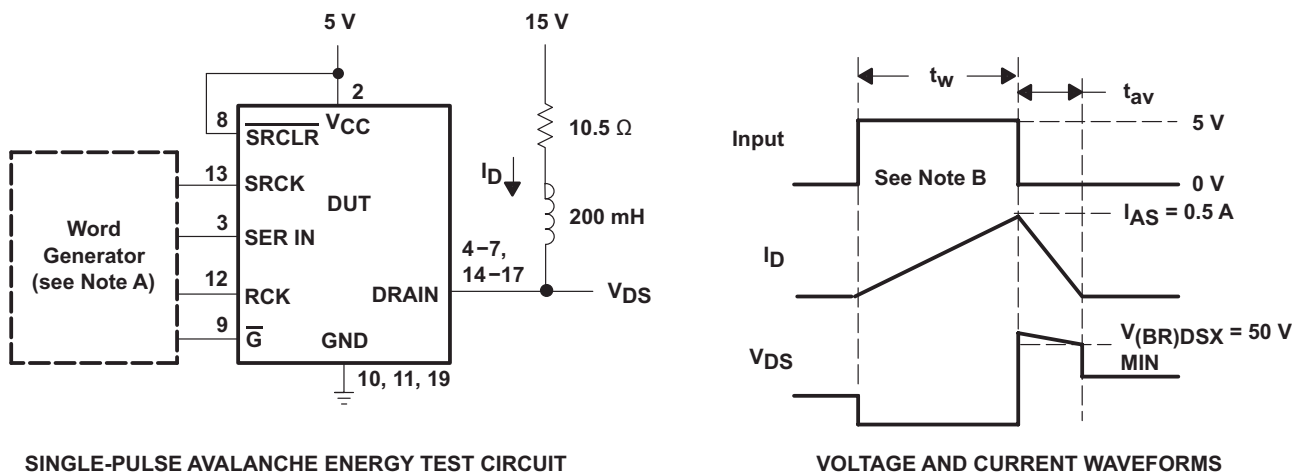 5 V
15 V
2
8
SRCLR
VCC
10.5 Ω
ID
200 mH
13
SRCK
DUT
Word
Generator
(see Note A)
3
SER IN
4−7,
14−17
12
RCK
DRAIN
VDS
9
G
GND
10, 11, 19
SINGLE-PULSE AVALANCHE ENERGY TEST CIRCUIT
tw
tav
Input
5 V
See Note B
0 V
IAS = 0.5 A
ID
V(BR)DSX = 50 V
MIN
VDS
VOLTAGE AND CURRENT WAVEFORMS